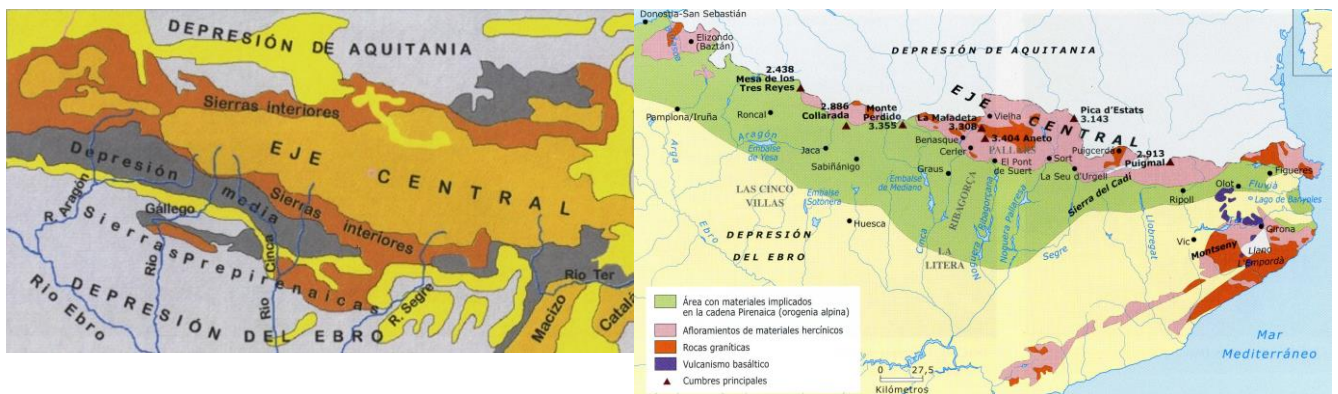 DEPRESIÓN DE AQUITANIA
Sierras interiores
EJE CENTRAL
Depresión media
Sierras interiores
R. Aragón
Gállego
Río
Sierras Prepirenaicas
Río Cinca
R. Segre
Río Ter
Río Ebro
DEPRESIÓN DEL EBRO
Macizo
Catalá
Donostia-San Sebastián
Elizondo
(Baztán)
DEPRESIÓN DE AQUITANIA
2.438
Mesa de los
Tres Reyes
EJE CENTRAL
Pamplona/Iruña
Roncal
2.886
Collarada
Monte
Perdido
3.355
La Maladeta
3.308
Vielha
3.404 Aneto
Pica d'Estats
3.143
Benasque
Cerler
PALLARS
Puigcerdá
2.913
Puigmal
Arga
Aragón
Embalse
de Yesa
Jaca
Sabiñánigo
Graus
El Pont
de Suert
Sort
La Seu d'Urgell
Sierra del Cadí
Figueres
Olot
Fluviá
Lago de Banyoles
Ripoll
LAS CINCO
VILLAS
Embalse
Sotonera
Embalse
de Mediano
RIBAGORÇA
Noguera Ribagorçana
Noguera Pallaresa
Huesca
Ebro
Cinca
Segre
Llobregat
Vic
Girona
Montseny
Llano
L'Empordà
DEPRESIÓN
DEL EBRO
LA
LITERA
Área con materiales implicados
en la cadena Pirenaica (orogenia alpina)
Afloramientos de materiales hercínicos
Rocas graníticas
Vulcanismo basáltico
Cumbres principales
0 27,5
Kilómetros
Mar
Mediterráneo